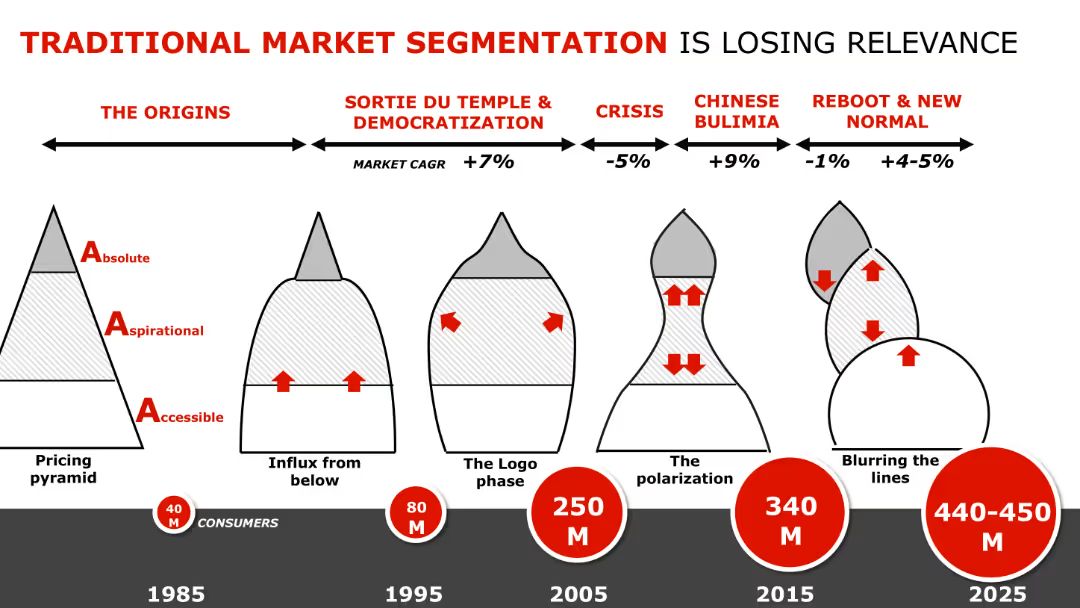 TRADITIONAL MARKET SEGMENTATION IS LOSING RELEVANCE
THE ORIGINS
SORTIE DU TEMPLE &
DEMOCRATIZATION
CRISIS
CHINESE
BULIMIA
REBOOT & NEW
NORMAL
MARKET CAGR +7%
-5%
+9%
-1%
+4-5%
Absolute
Aspirational
Accessible
Pricing
pyramid
Influx from
below
The Logo
phase
The
polarization
Blurring the
lines
40
M
CONSUMERS
80
M
250
M
340
M
440-450
M
1985
1995
2005
2015
2025